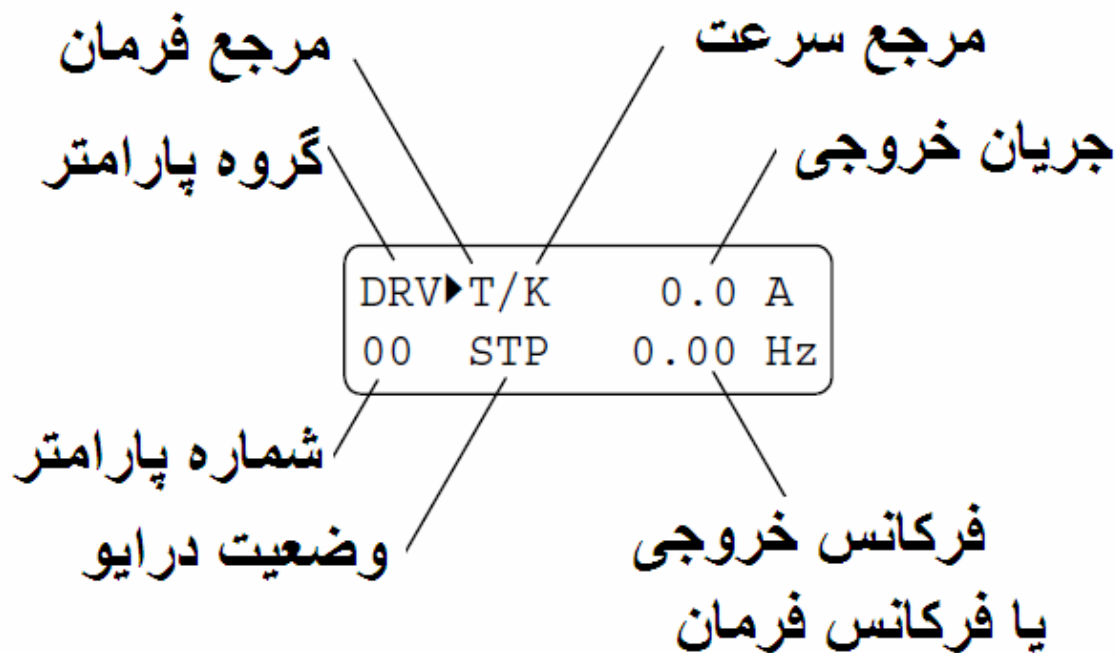 مرجع سرعت
مرجع فرمان
جریان خروجی
گروه پارامتر
DRV▶T/K 0.0 A
00 STP 0.00 Hz
شماره پارامتر
وضعیت درایو
فرکانس خروجی
یا فرکانس فرمان